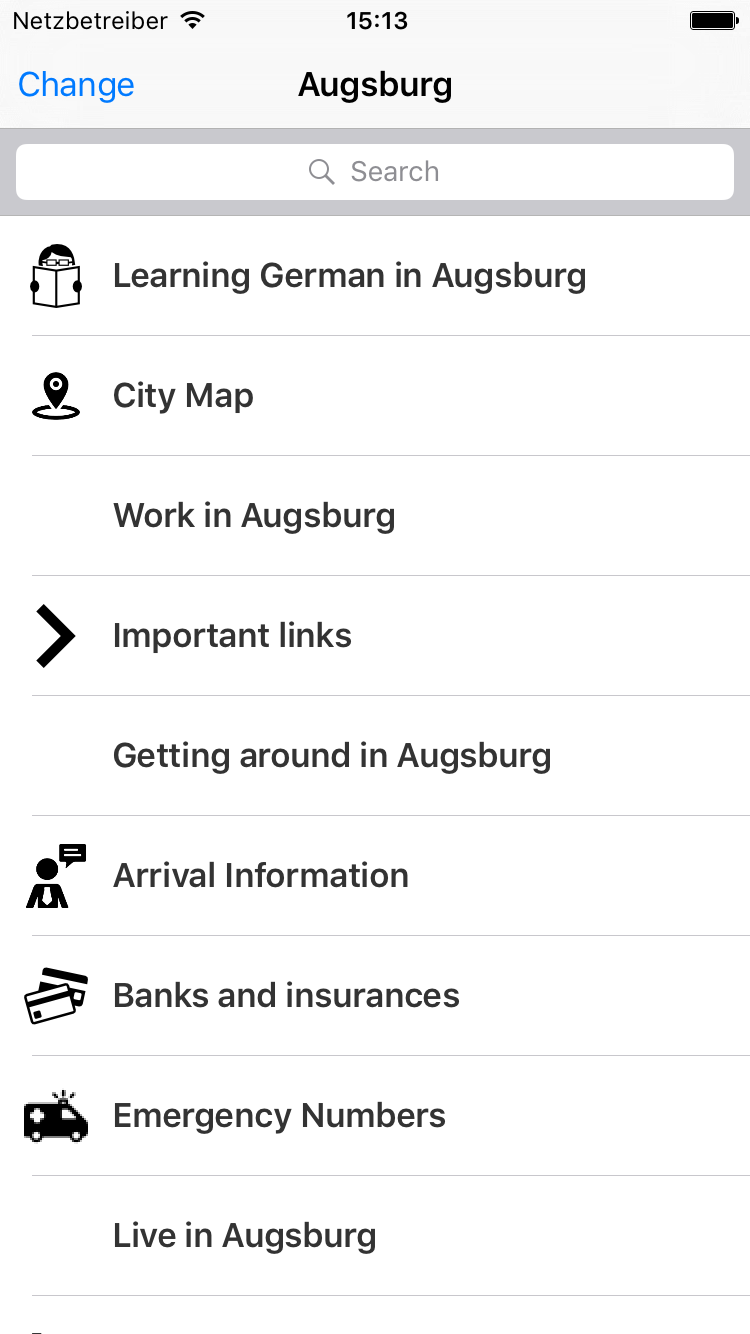 Netzbetreiber 15:13
Change Augsburg
Search
Learning German in Augsburg
City Map
Work in Augsburg
Important links
Getting around in Augsburg
Arrival Information
Banks and insurances
Emergency Numbers
Live in Augsburg